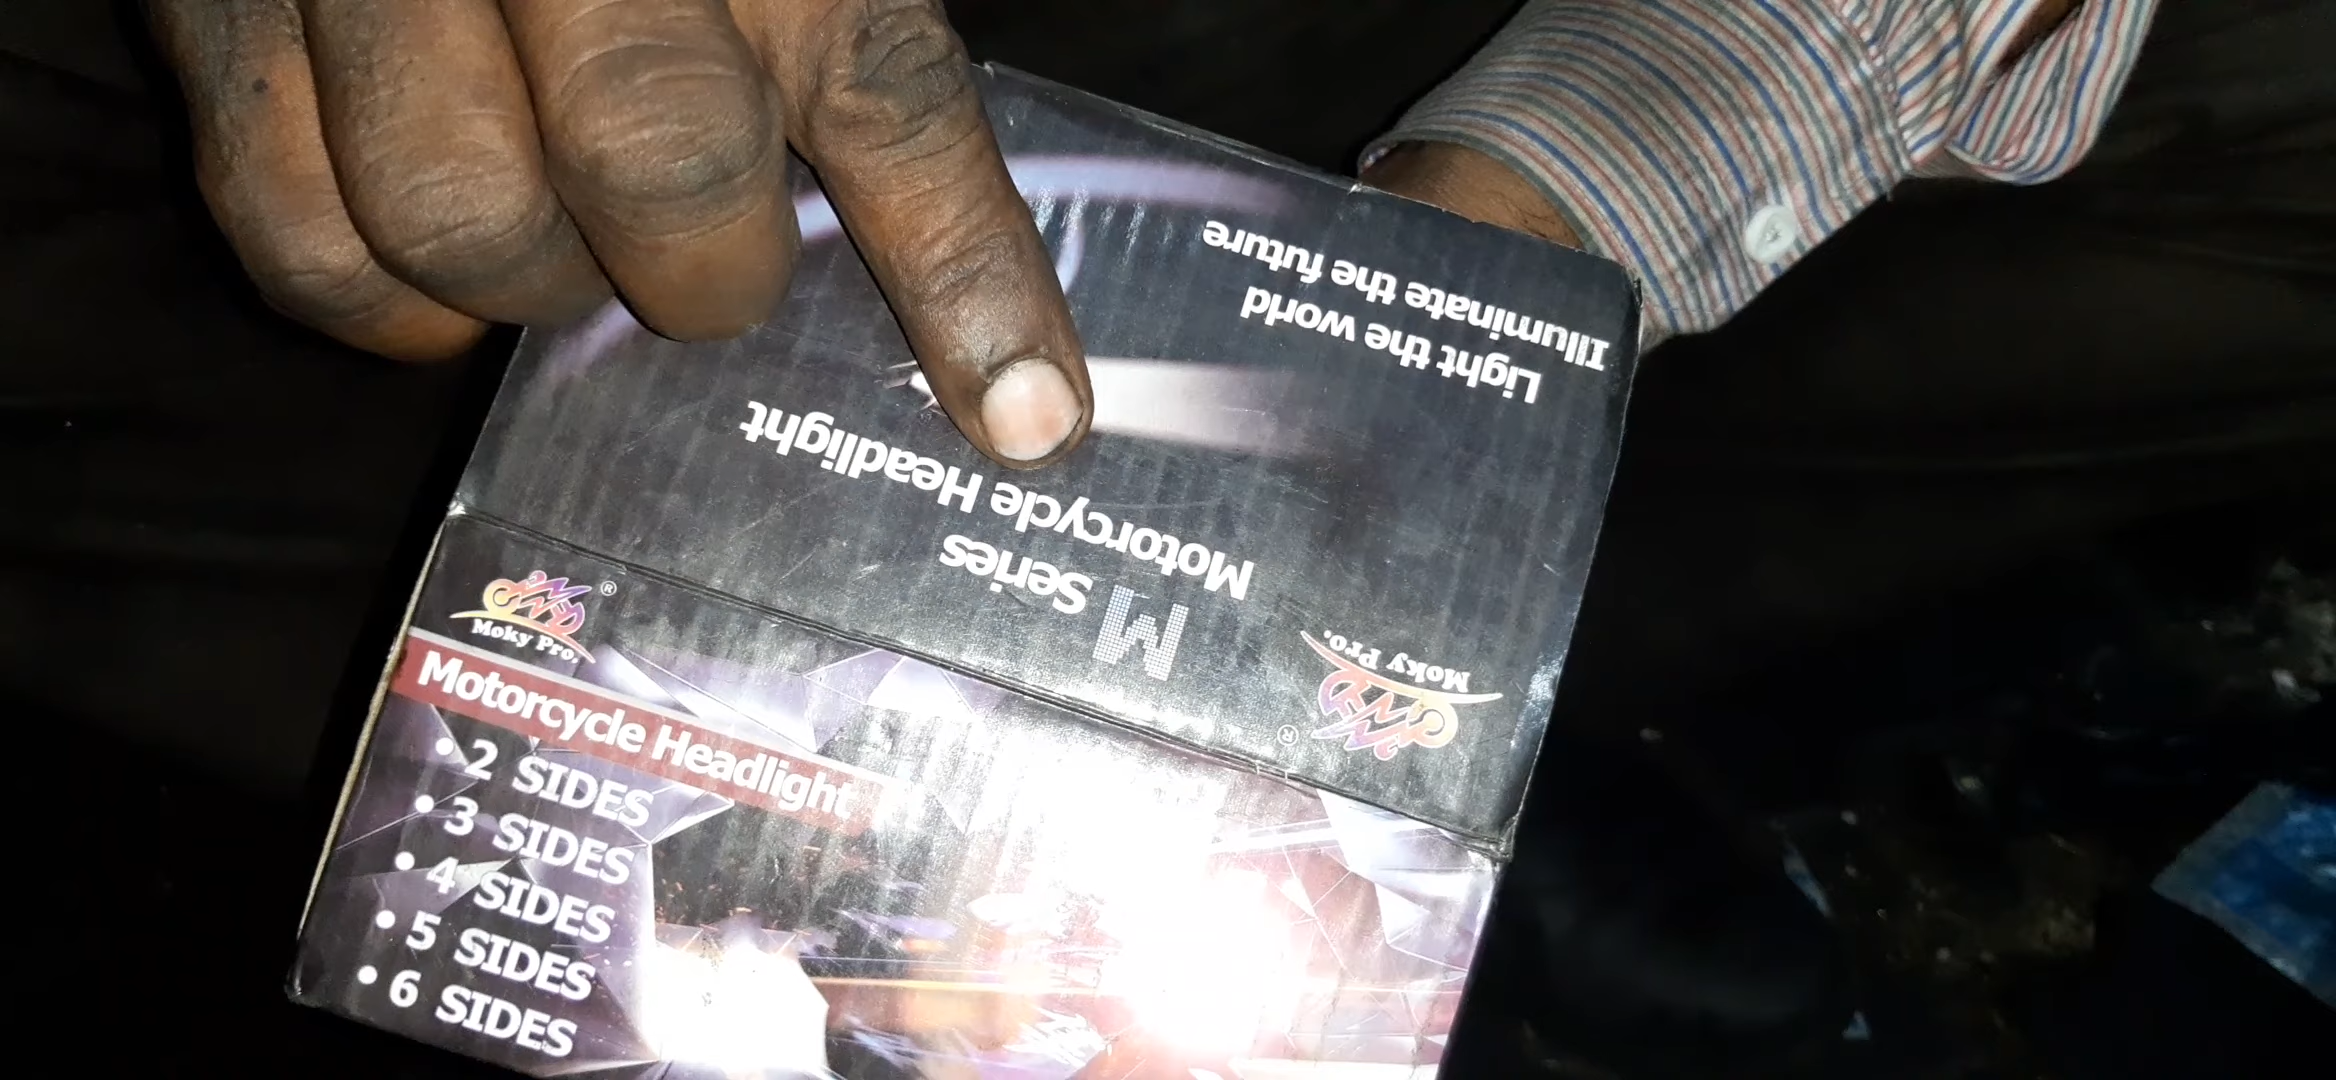 Moky Pro.
®
M Series
Motorcycle Headlight
Light the world
Illuminate the future
Moky Pro.
®
Motorcycle Headlight
• 2 SIDES
• 3 SIDES
• 4 SIDES
• 5 SIDES
• 6 SIDES